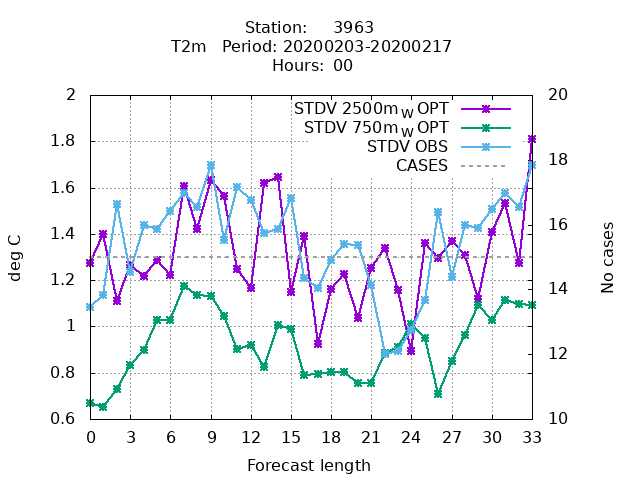 Station: 3963
T2m Period: 20200203-20200217
Hours: 00
STDV 2500m_W OPT
STDV 750m_W OPT
STDV OBS
CASES
2
1.8
1.6
1.4
1.2
1
0.8
0.6
20
18
16
14
12
10
deg C
No cases
0 3 6 9 12 15 18 21 24 27 30 33
Forecast length